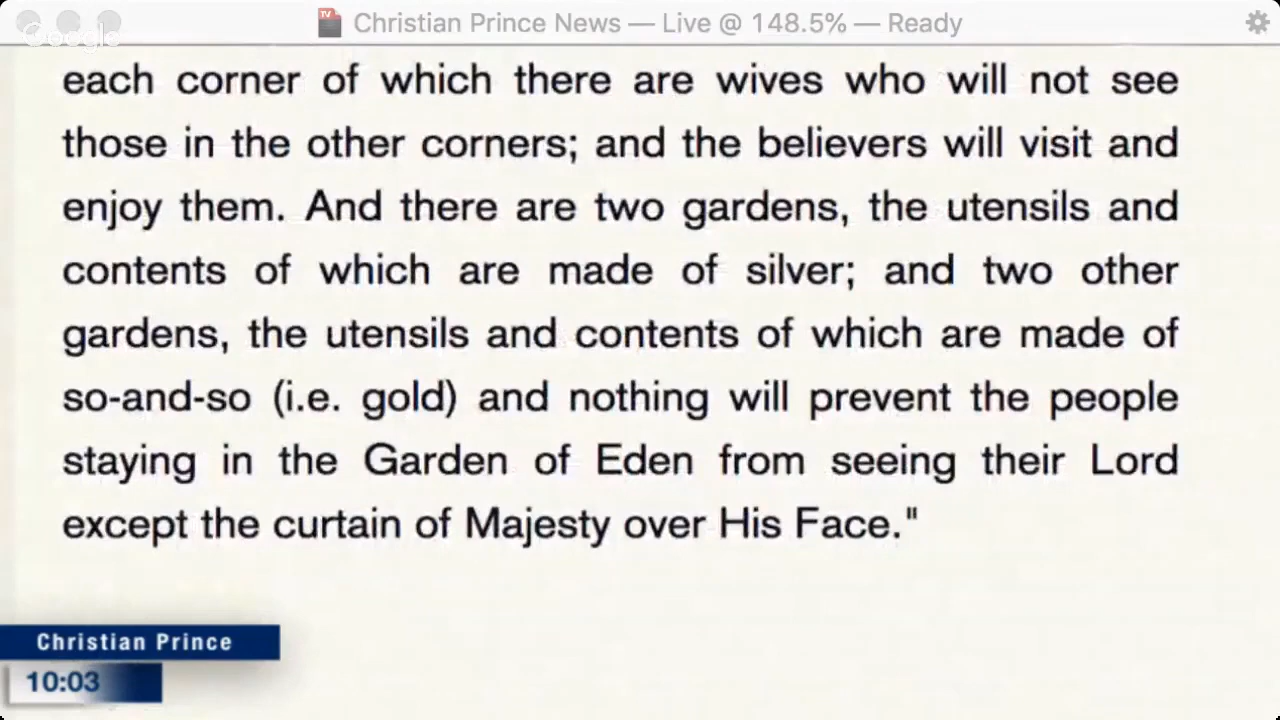 Google
TV
Christian Prince News — Live @ 148.5% — Ready
each corner of which there are wives who will not see
those in the other corners; and the believers will visit and
enjoy them. And there are two gardens, the utensils and
contents of which are made of silver; and two other
gardens, the utensils and contents of which are made of
so-and-so (i.e. gold) and nothing will prevent the people
staying in the Garden of Eden from seeing their Lord
except the curtain of Majesty over His Face."
Christian Prince
10:03